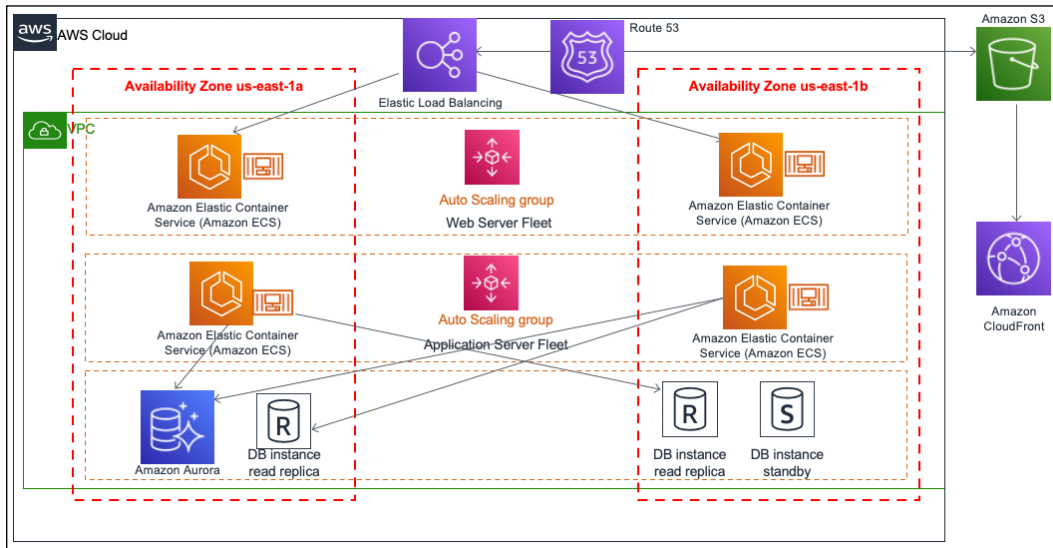 aws
AWS Cloud
Route 53
53
Amazon S3
Elastic Load Balancing
Availability Zone us-east-1a
Availability Zone us-east-1b
VPC
Amazon Elastic Container
Service (Amazon ECS)
Auto Scaling group
Web Server Fleet
Amazon Elastic Container
Service (Amazon ECS)
Amazon
CloudFront
Amazon Elastic Container
Service (Amazon ECS)
Auto Scaling group
Application Server Fleet
Amazon Elastic Container
Service (Amazon ECS)
Amazon Aurora
R
DB instance
read replica
R
DB instance
read replica
S
DB instance
standby